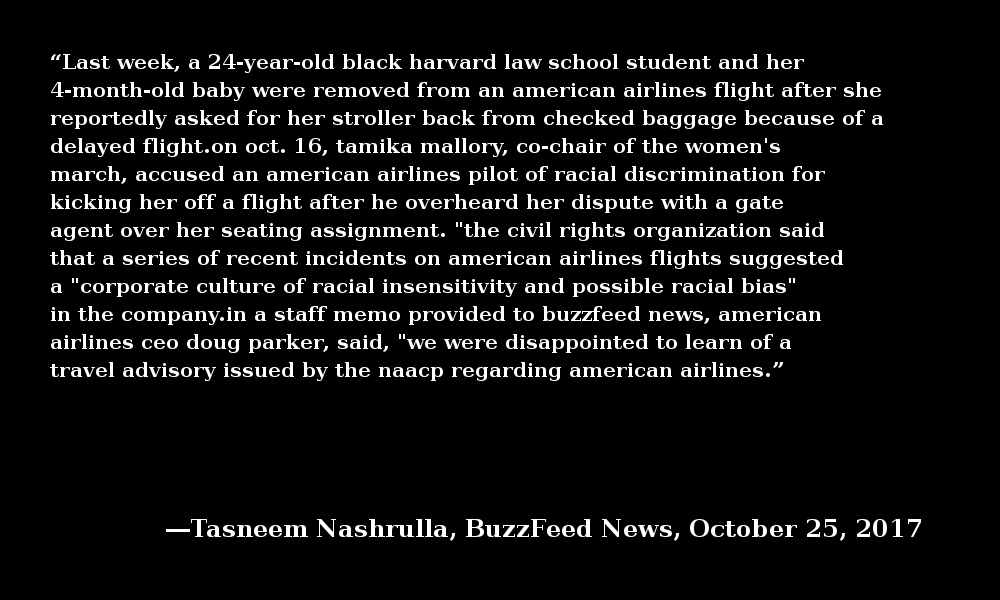 “Last week, a 24-year-old black harvard law school student and her
4-month-old baby were removed from an american airlines flight after she
reportedly asked for her stroller back from checked baggage because of a
delayed flight.on oct. 16, tamika mallory, co-chair of the women's
march, accused an american airlines pilot of racial discrimination for
kicking her off a flight after he overheard her dispute with a gate
agent over her seating assignment. "the civil rights organization said
that a series of recent incidents on american airlines flights suggested
a "corporate culture of racial insensitivity and possible racial bias"
in the company.in a staff memo provided to buzzfeed news, american
airlines ceo doug parker, said, "we were disappointed to learn of a
travel advisory issued by the naacp regarding american airlines.”
—Tasneem Nashrulla, BuzzFeed News, October 25, 2017